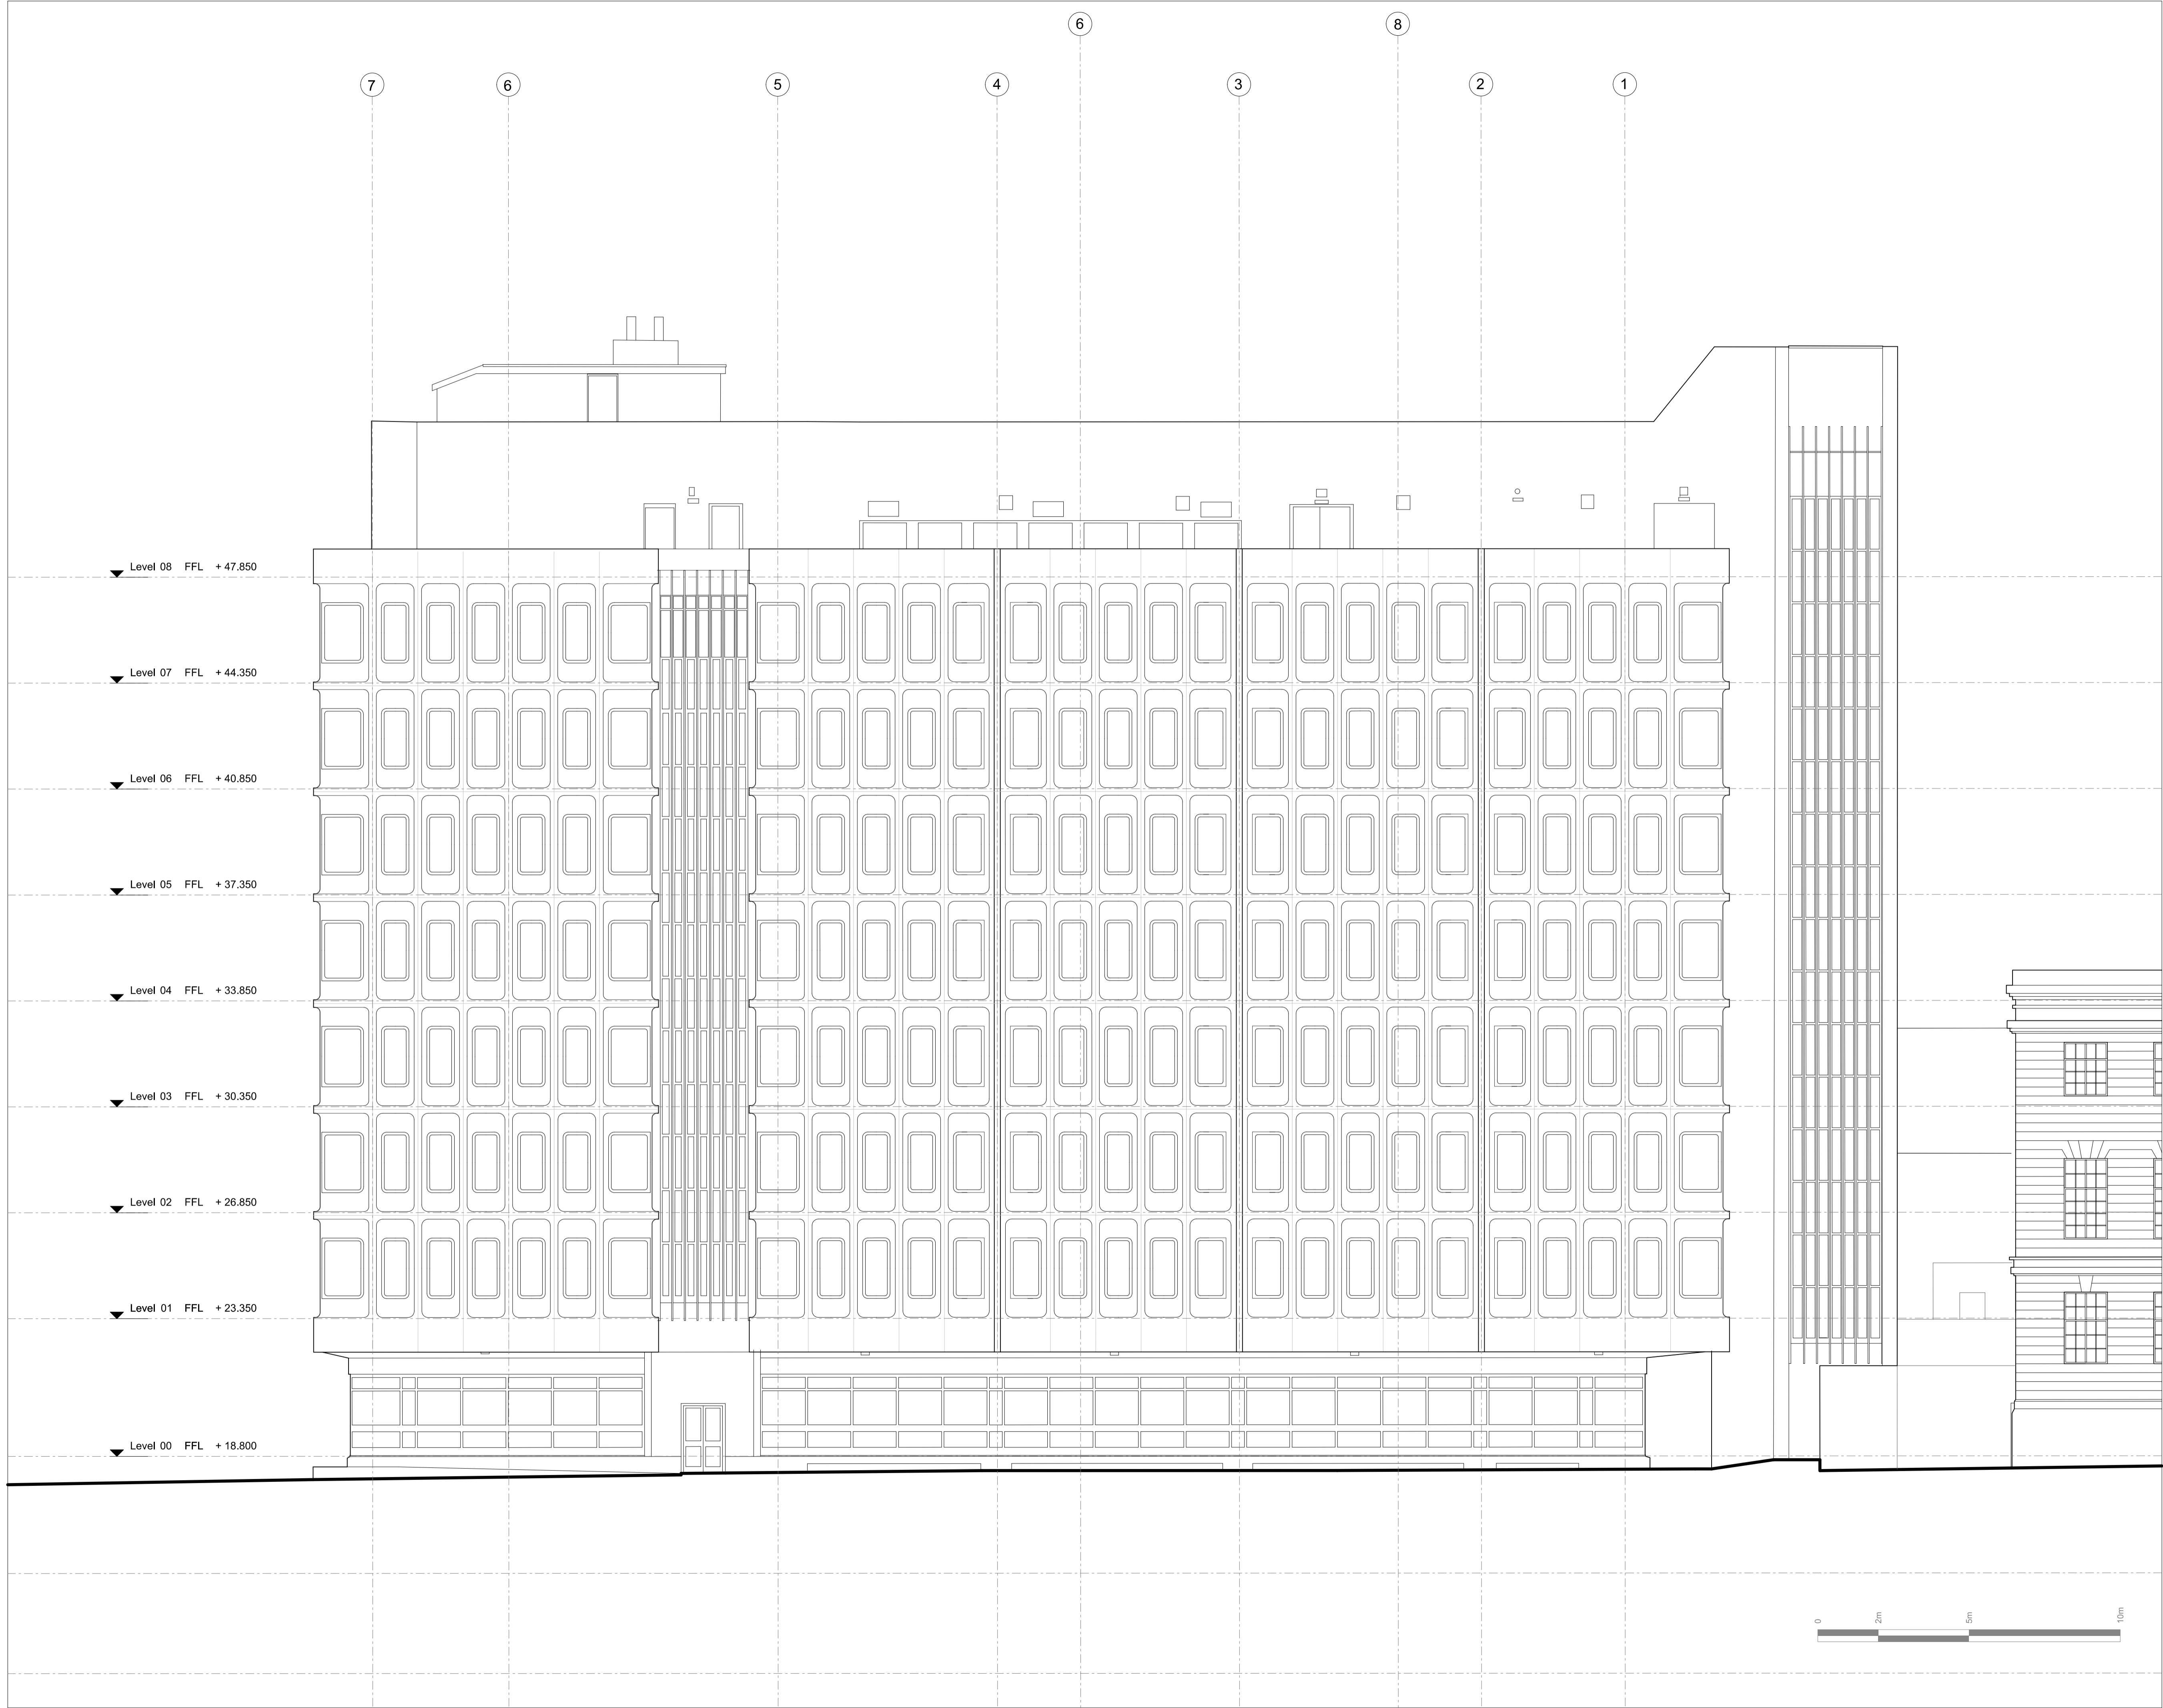 6 8
7 6 5 4 3 2 1
Level 08 FFL + 47.850
Level 07 FFL + 44.350
Level 06 FFL + 40.850
Level 05 FFL + 37.350
Level 04 FFL + 33.850
Level 03 FFL + 30.350
Level 02 FFL + 26.850
Level 01 FFL + 23.350
Level 00 FFL + 18.800
0 2m 5m 10m